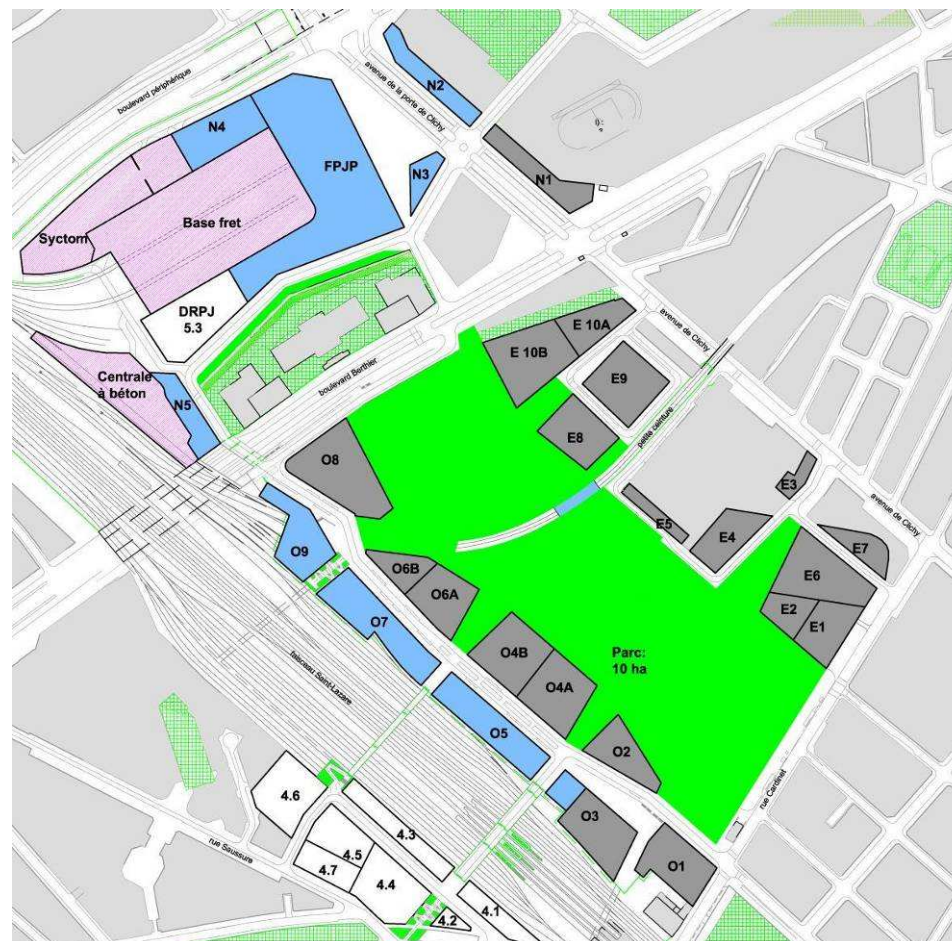 boulevard périphérique
avenue de la porte de Clichy
N2
N4
FPJP
N3
N1
Base fret
Syctom
DRPJ
5.3
Centrale
à béton
N5
boulevard Berthier
avenue de Clichy
E 10A
E 10B
E9
E8
petite ceinture
O8
E3
avenue de Clichy
E5
E4
E7
E6
E2
E1
O9
O6B
O6A
O7
O4B
O4A
Parc:
10 ha
faisceau Saint-Lazare
O5
O2
rue Cardinet
O3
O1
4.6
4.3
rue Saussure
4.5
4.7
4.4
4.2
4.1